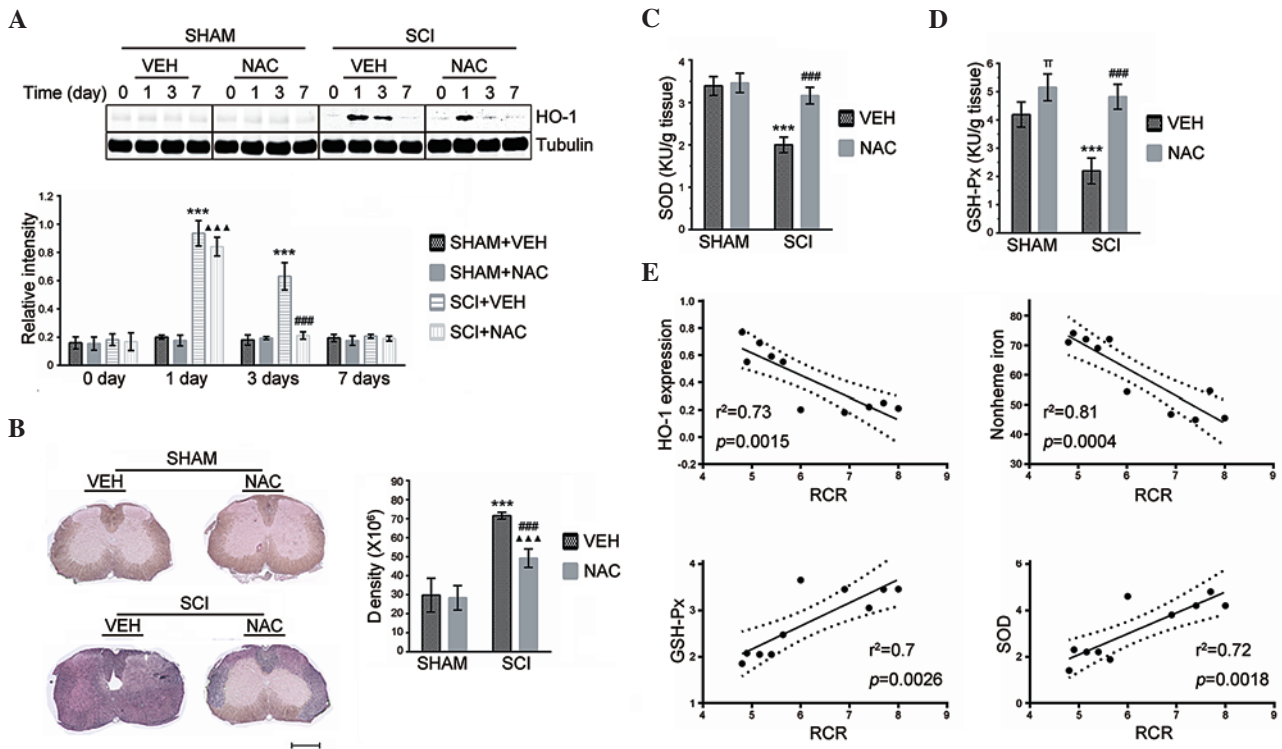 A
SHAM
SCI
VEH
NAC
VEH
NAC
Time (day)
0 1 3 7 0 1 3 7 0 1 3 7 0 1 3 7
HO-1
Tubulin
Relative intensity
1.2
1.0
0.8
0.6
0.4
0.2
0.0
***
▲▲▲
***
###
0 day
1 day
3 days
7 days
SHAM+VEH
SHAM+NAC
SCI+VEH
SCI+NAC
B
SHAM
VEH
NAC
SCI
VEH
NAC
Density (X10⁶)
90
80
70
60
50
40
30
20
10
0
***
###
▲▲▲
SHAM
SCI
VEH
NAC
C
SOD (KU/g tissue)
4
3
2
1
0
***
###
SHAM
SCI
VEH
NAC
D
GSH-Px (KU/g tissue)
6
5
4
3
2
1
0
π
***
###
SHAM
SCI
VEH
NAC
E
HO-1 expression
1.0
0.8
0.6
0.4
0.2
0.0
-0.2
r²=0.73
p=0.0015
4 5 6 7 8 9
RCR
Nonheme iron
80
70
60
50
40
30
r²=0.81
p=0.0004
4 5 6 7 8 9
RCR
GSH-Px
4
3
2
1
r²=0.7
p=0.0026
4 5 6 7 8 9
RCR
SOD
6
4
2
0
r²=0.72
p=0.0018
4 5 6 7 8 9
RCR